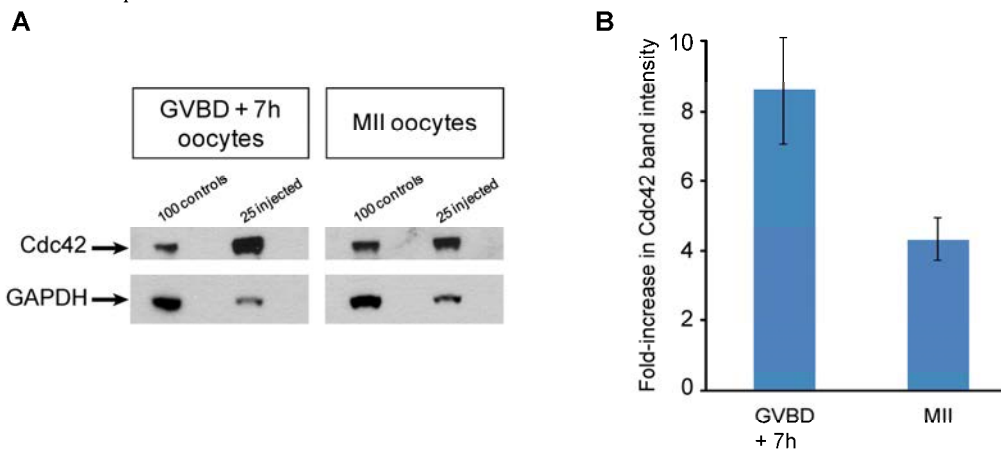 A
GVBD + 7h
oocytes
MII oocytes
100 controls
25 injected
100 controls
25 injected
Cdc42
GAPDH
B
Fold-increase in Cdc42 band intensity
10
8
6
4
2
0
GVBD
+ 7h
MII